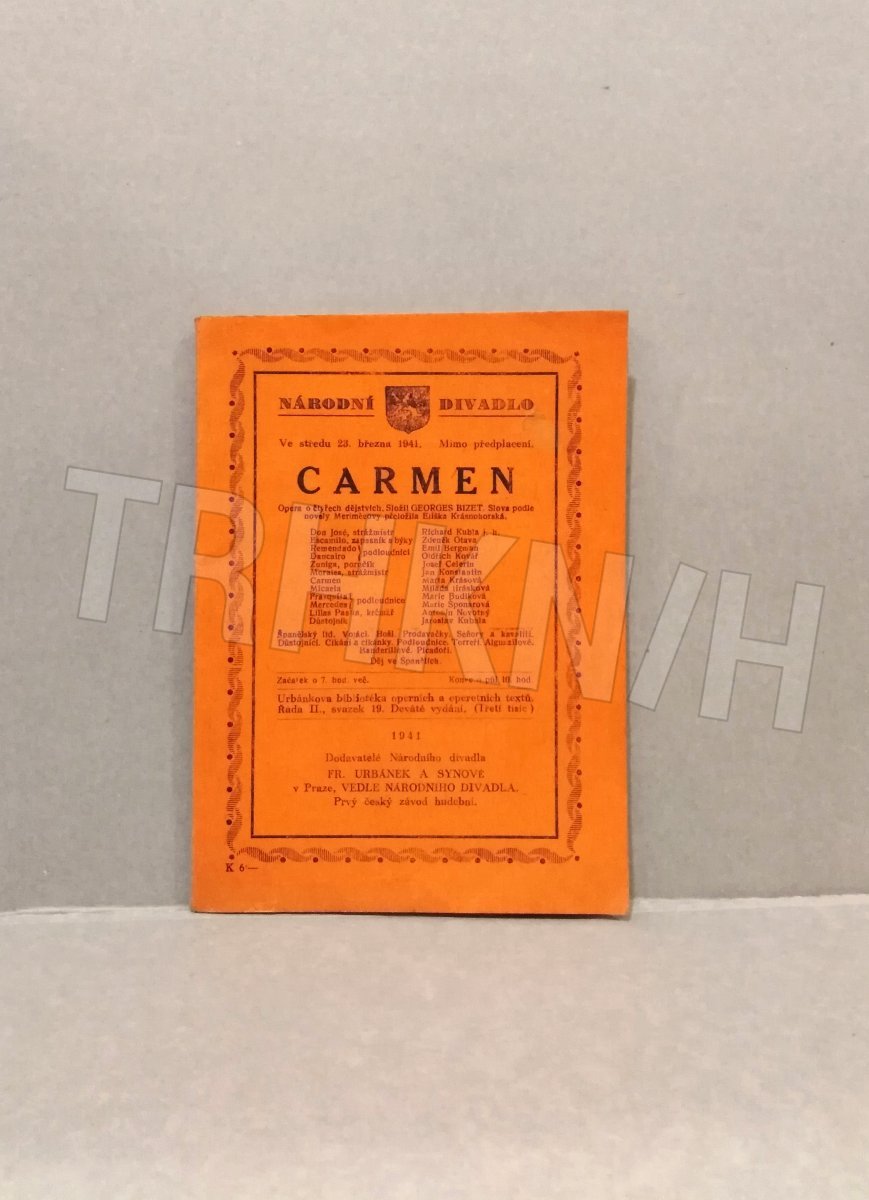 NÁRODNÍ DIVADLO
Ve středu 23. března 1941. Mimo předplacení.
CARMEN
Opera o čtyřech dějstvích. Složil GEORGES BIZET. Slova podle
novely Meriméeovy přeložila Eliška Krásnohorská.
Don José, strážmistr Richard Kubla j. h.
Escamilo, zápasník s býky Zdeněk Otava
Remendado Emil Bergman
podloudníci
Dancairo Oldřich Kovář
Zuniga, poručík Josef Celerin
Morales, strážmistr Jan Konstantin
Carmen Marta Krásová
Micaela Milada Jirásková
Frasquita Marie Budíková
podloudnice
Mercedes Marie Sponarová
Lillas Pastia, krčmář Antonín Novotný
Důstojník Jaroslav Kubala
Španělský lid. Vojáci. Hoši. Prodavačky. Seňory a kavalíři.
Důstojníci. Cikáni a cikánky. Podloudníce. Torreři. Alguazilové.
Banderillové. Picadoři.
Děj ve Španělích.
Začátek o 7. hod. več. Konec o půl 10. hod.
Urbánkova bibliotéka operních a operetních textů.
Řada II., svazek 19. Deváté vydání. (Třetí tisíc)
1941
Dodavatelé Národního divadla
FR. URBÁNEK A SYNOVÉ
v Praze, VEDLE NÁRODNÍHO DIVADLA.
Prvý český závod hudební.
K 6—